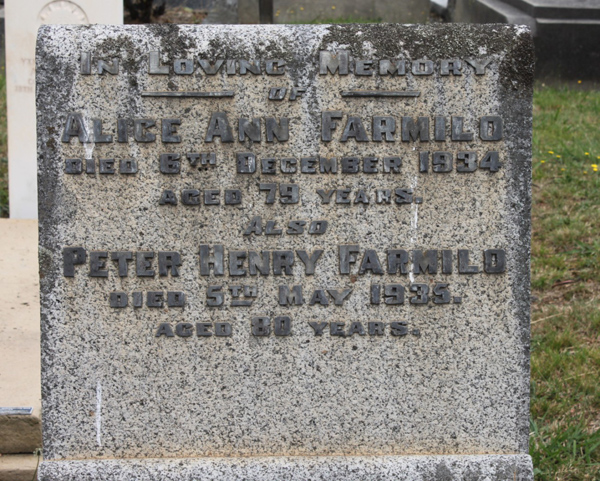 In Loving Memory
of
Alice Ann Farmilo
died 6th December 1934
aged 79 years.
Also
Peter Henry Farmilo
died 5th May 1935.
aged 80 years.